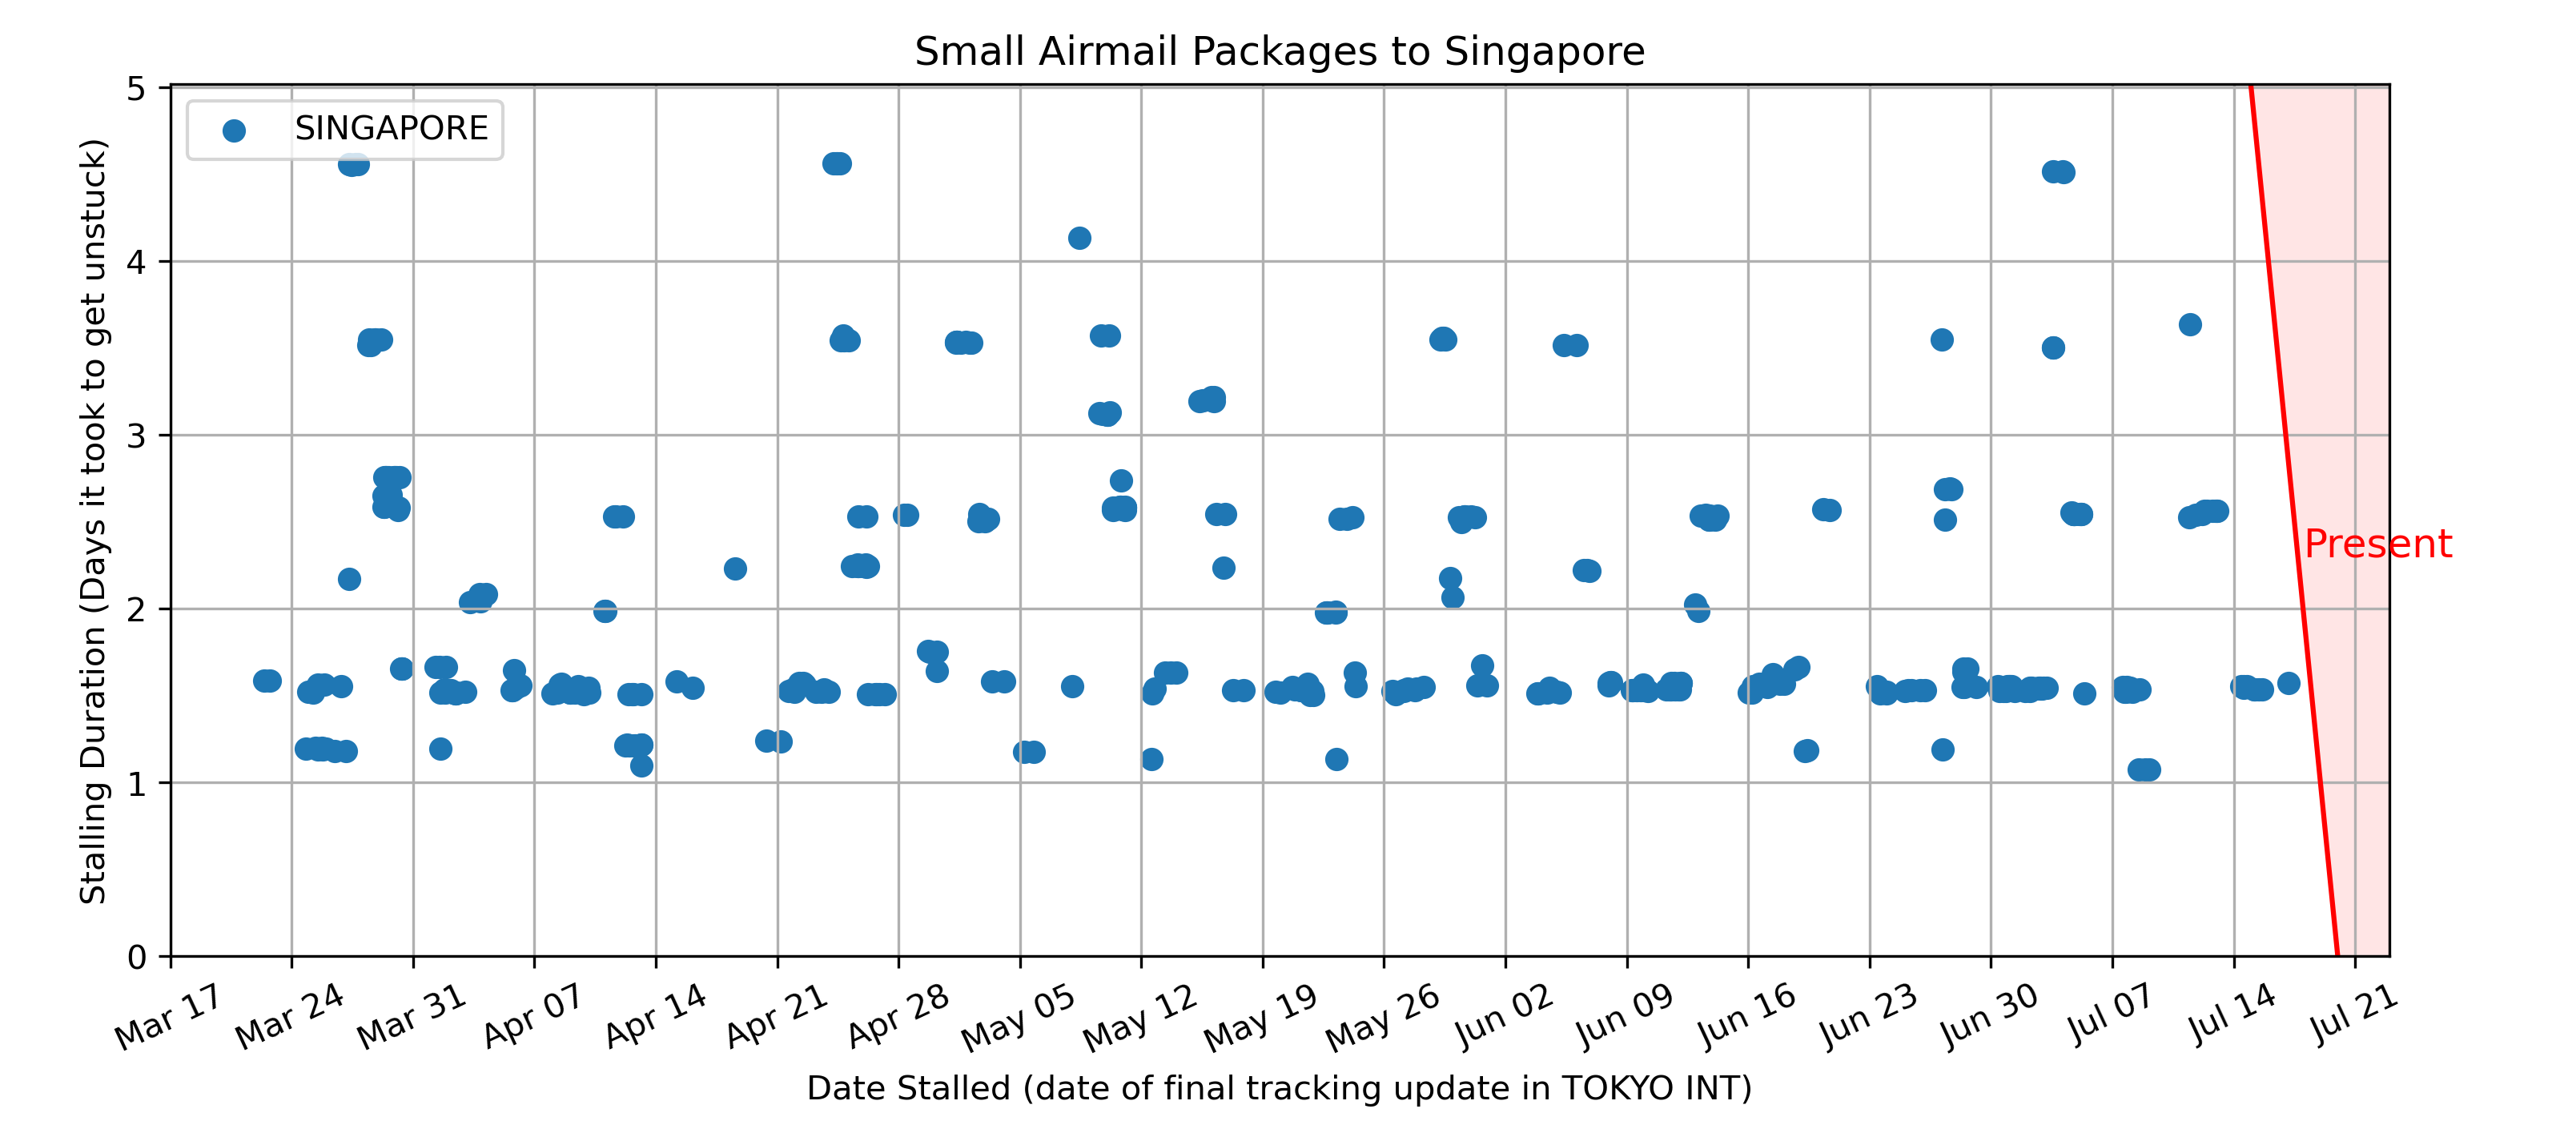 Small Airmail Packages to Singapore
SINGAPORE
Stalling Duration (Days it took to get unstuck)
5
4
3
2
1
0
Present
Mar 17
Mar 24
Mar 31
Apr 07
Apr 14
Apr 21
Apr 28
May 05
May 12
May 19
May 26
Jun 02
Jun 09
Jun 16
Jun 23
Jun 30
Jul 07
Jul 14
Jul 21
Date Stalled (date of final tracking update in TOKYO INT)